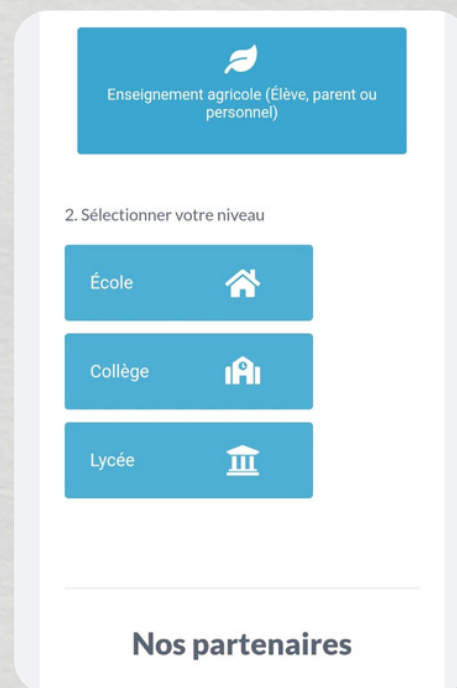 Enseignement agricole (Élève, parent ou
personnel)
2. Sélectionner votre niveau
École
Collège
Lycée
Nos partenaires